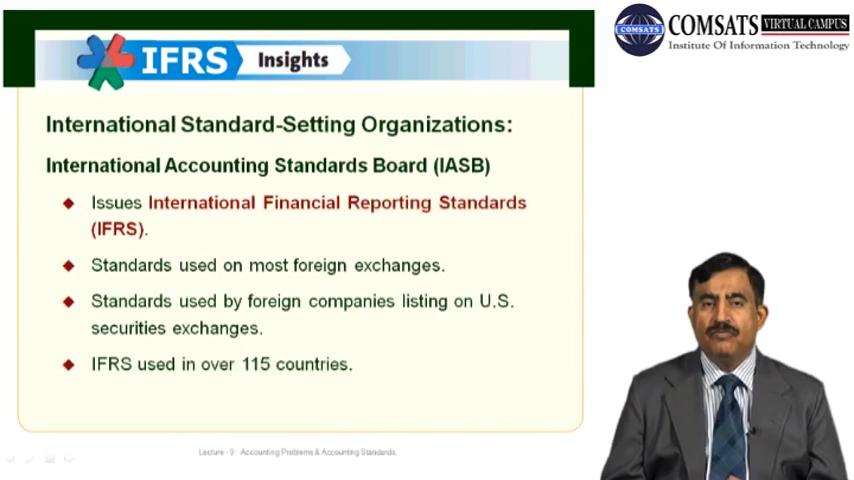 COMSATS
COMSATS VIRTUAL CAMPUS
Institute Of Information Technology
IFRS Insights
International Standard-Setting Organizations:
International Accounting Standards Board (IASB)
Issues International Financial Reporting Standards
(IFRS).
Standards used on most foreign exchanges.
Standards used by foreign companies listing on U.S.
securities exchanges.
IFRS used in over 115 countries.
Lecture - 9 : Accounting Problems & Accounting Standards.